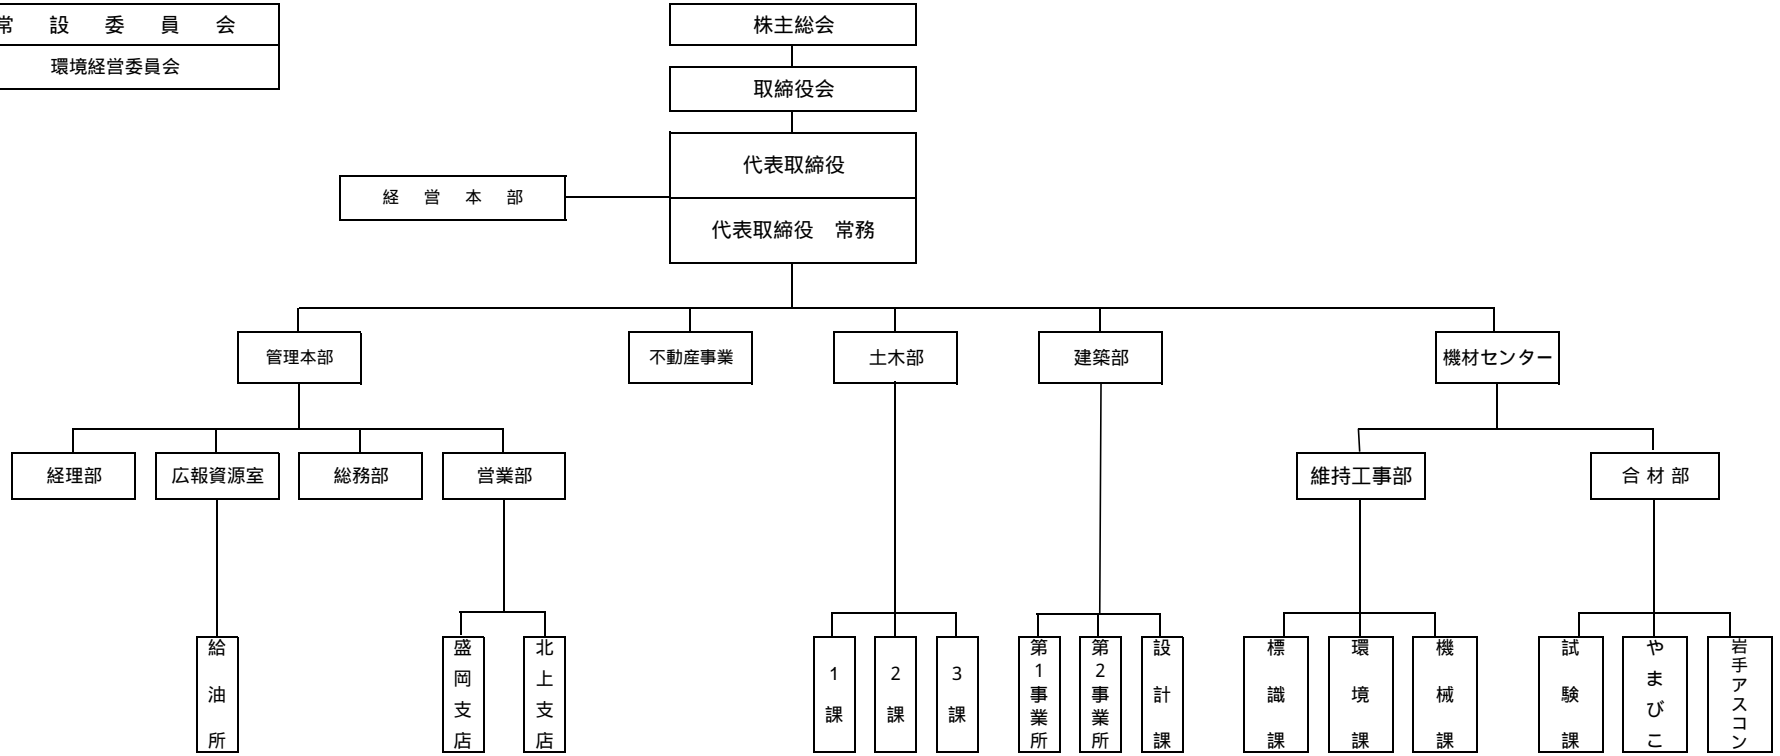 常　設　委　員　会
環境経営委員会
株主総会
取締役会
代表取締役
代表取締役　常務
経　営　本　部
管理本部
不動産事業
土木部
建築部
機材センター
経理部
広報資源室
総務部
営業部
維持工事部
合 材 部
給油所
盛岡支店
北上支店
1課
2課
3課
第1事業所
第2事業所
設計課
標識課
環境課
機械課
試験課
やまびこ
岩手アスコン